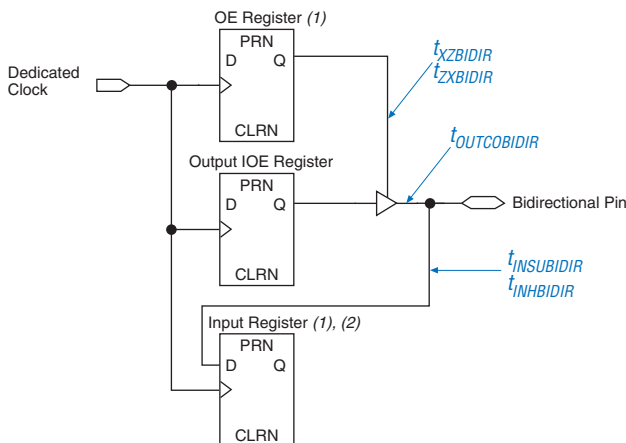 OE Register (1)
PRN
D Q
CLRN
Dedicated
Clock
tXZBIDIR
tZXBIDIR
tOUTCOBIDIR
Output IOE Register
PRN
D Q
CLRN
Bidirectional Pin
tINSUBIDIR
tINHBIDIR
Input Register (1), (2)
PRN
D Q
CLRN